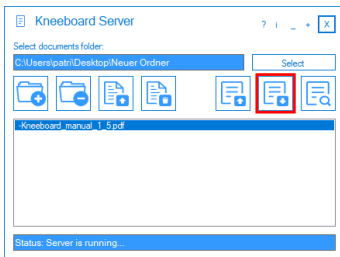 Kneeboard Server
? i _ + X
Select documents folder:
C:\Users\patri\Desktop\Neuer Ordner
Select
-Kneeboard_manual_1_5.pdf
Status: Server is running...